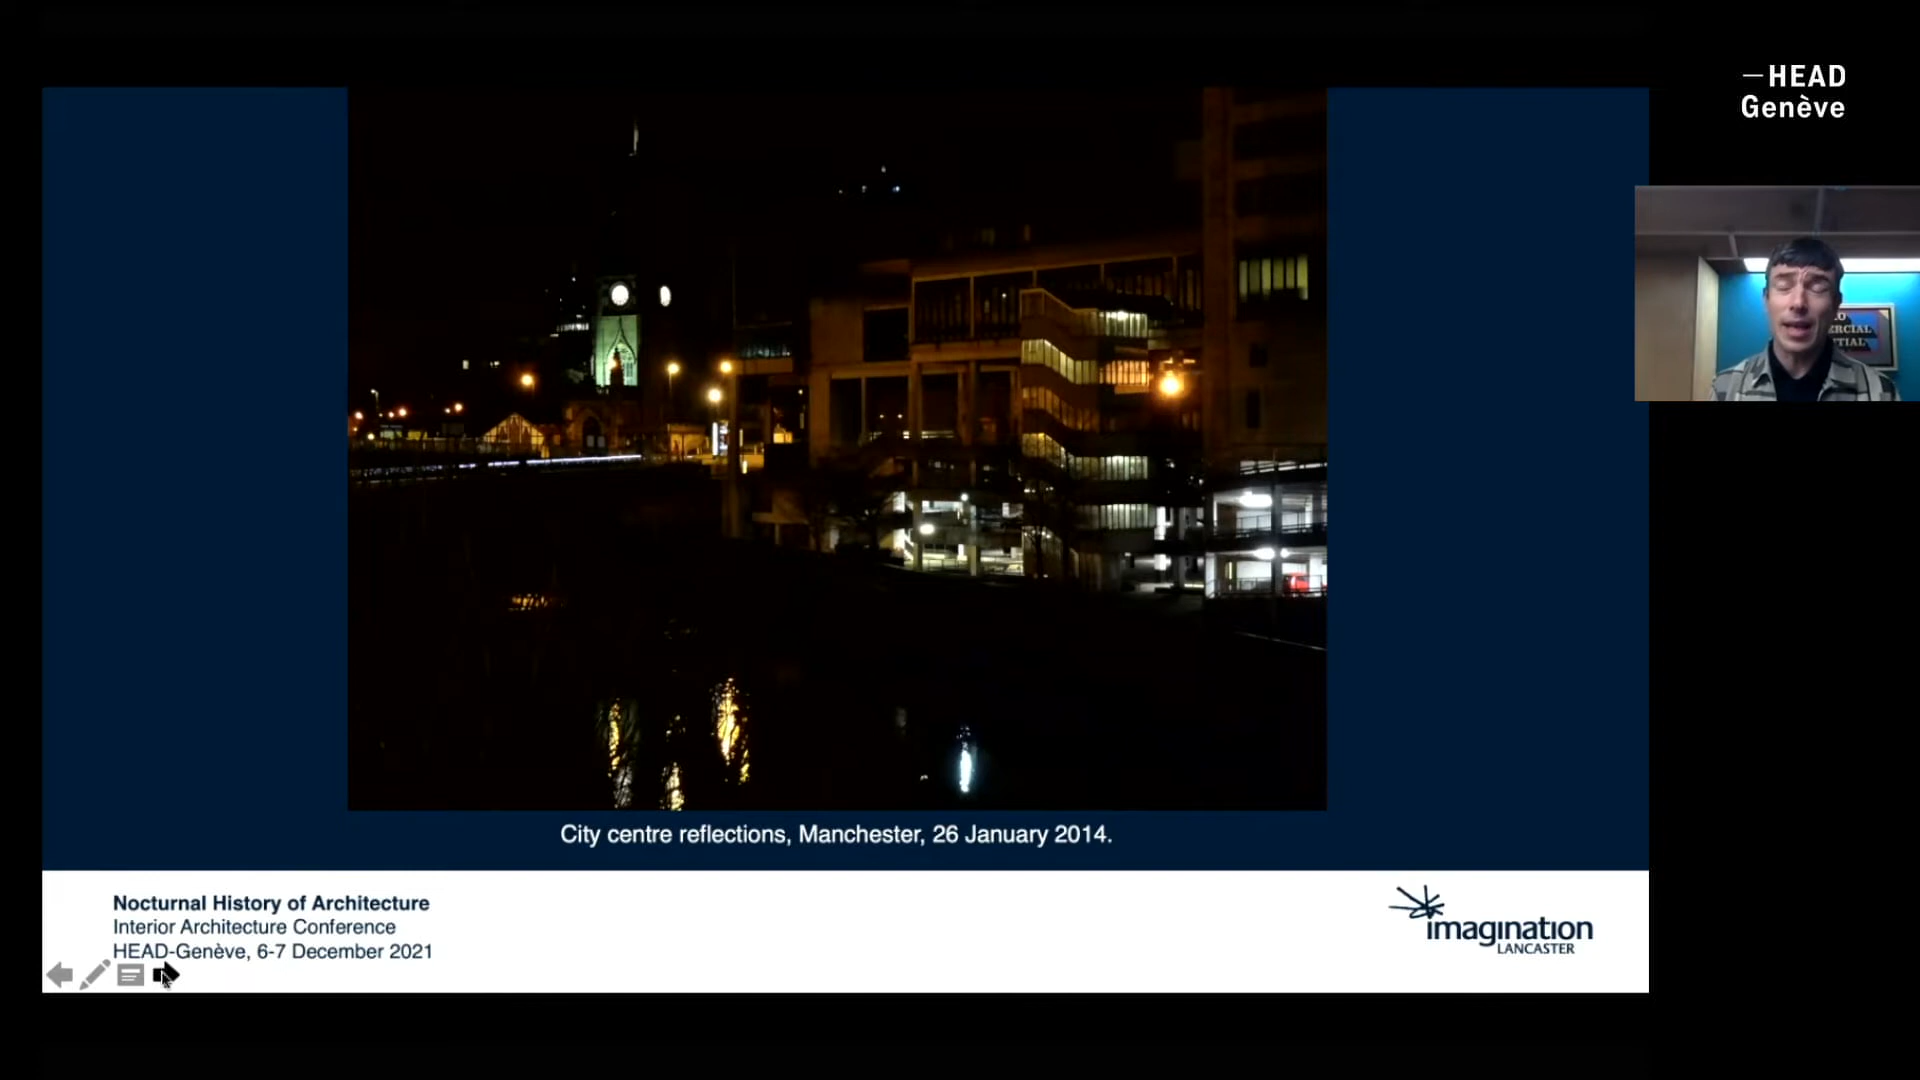 —HEAD
Genève
City centre reflections, Manchester, 26 January 2014.
Nocturnal History of Architecture
Interior Architecture Conference
HEAD-Genève, 6-7 December 2021
imagination
LANCASTER